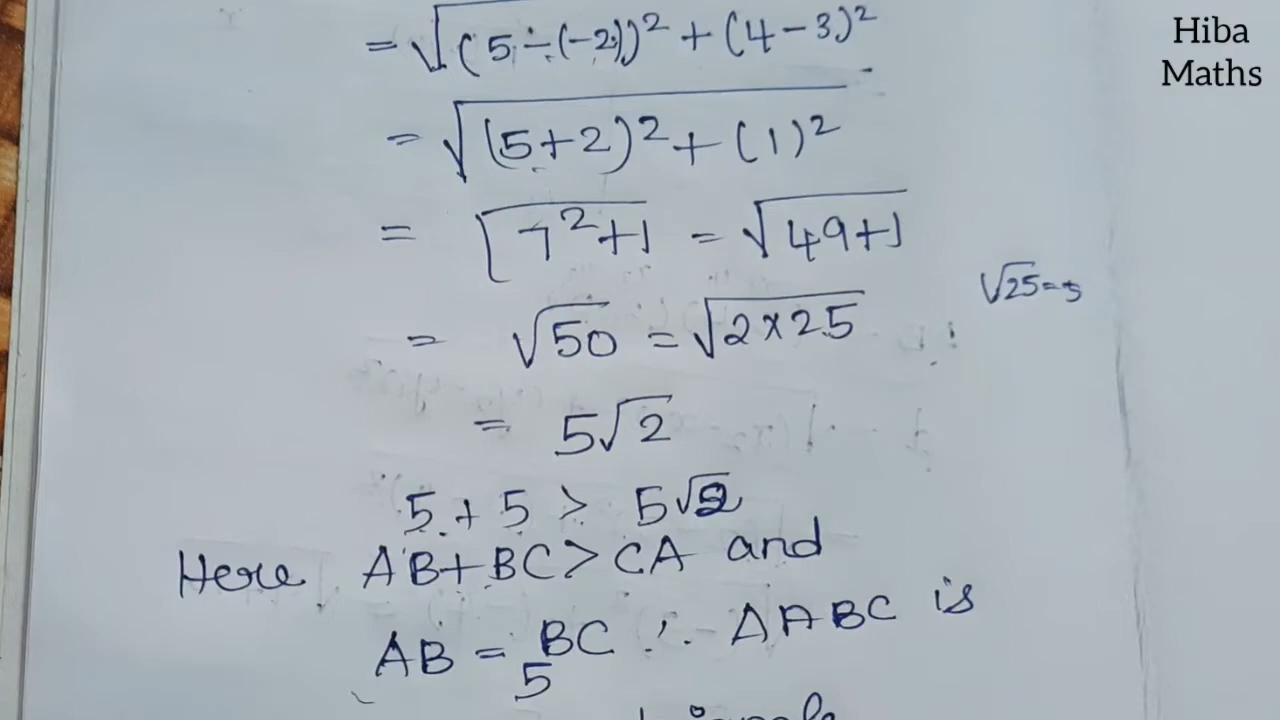 = √(5-(-2))² + (4-3)²
Hiba
Maths
= √(5+2)² + (1)²
= √7²+1 = √49+1
√25=5
= √50 = √2×25
= 5√2
5 + 5 > 5√2
Here AB+BC>CA and
AB = BC ∴ ΔABC is
5